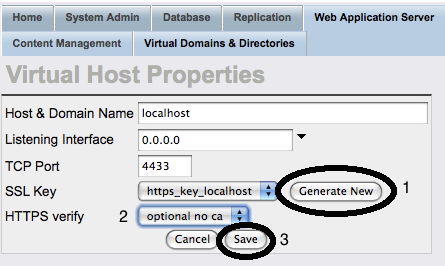 Home System Admin Database Replication Web Application Server
Content Management Virtual Domains & Directories
Virtual Host Properties
Host & Domain Name localhost
Listening Interface 0.0.0.0
TCP Port 4433
SSL Key https_key_localhost Generate New 1
HTTPS verify 2 optional no ca
Cancel Save 3